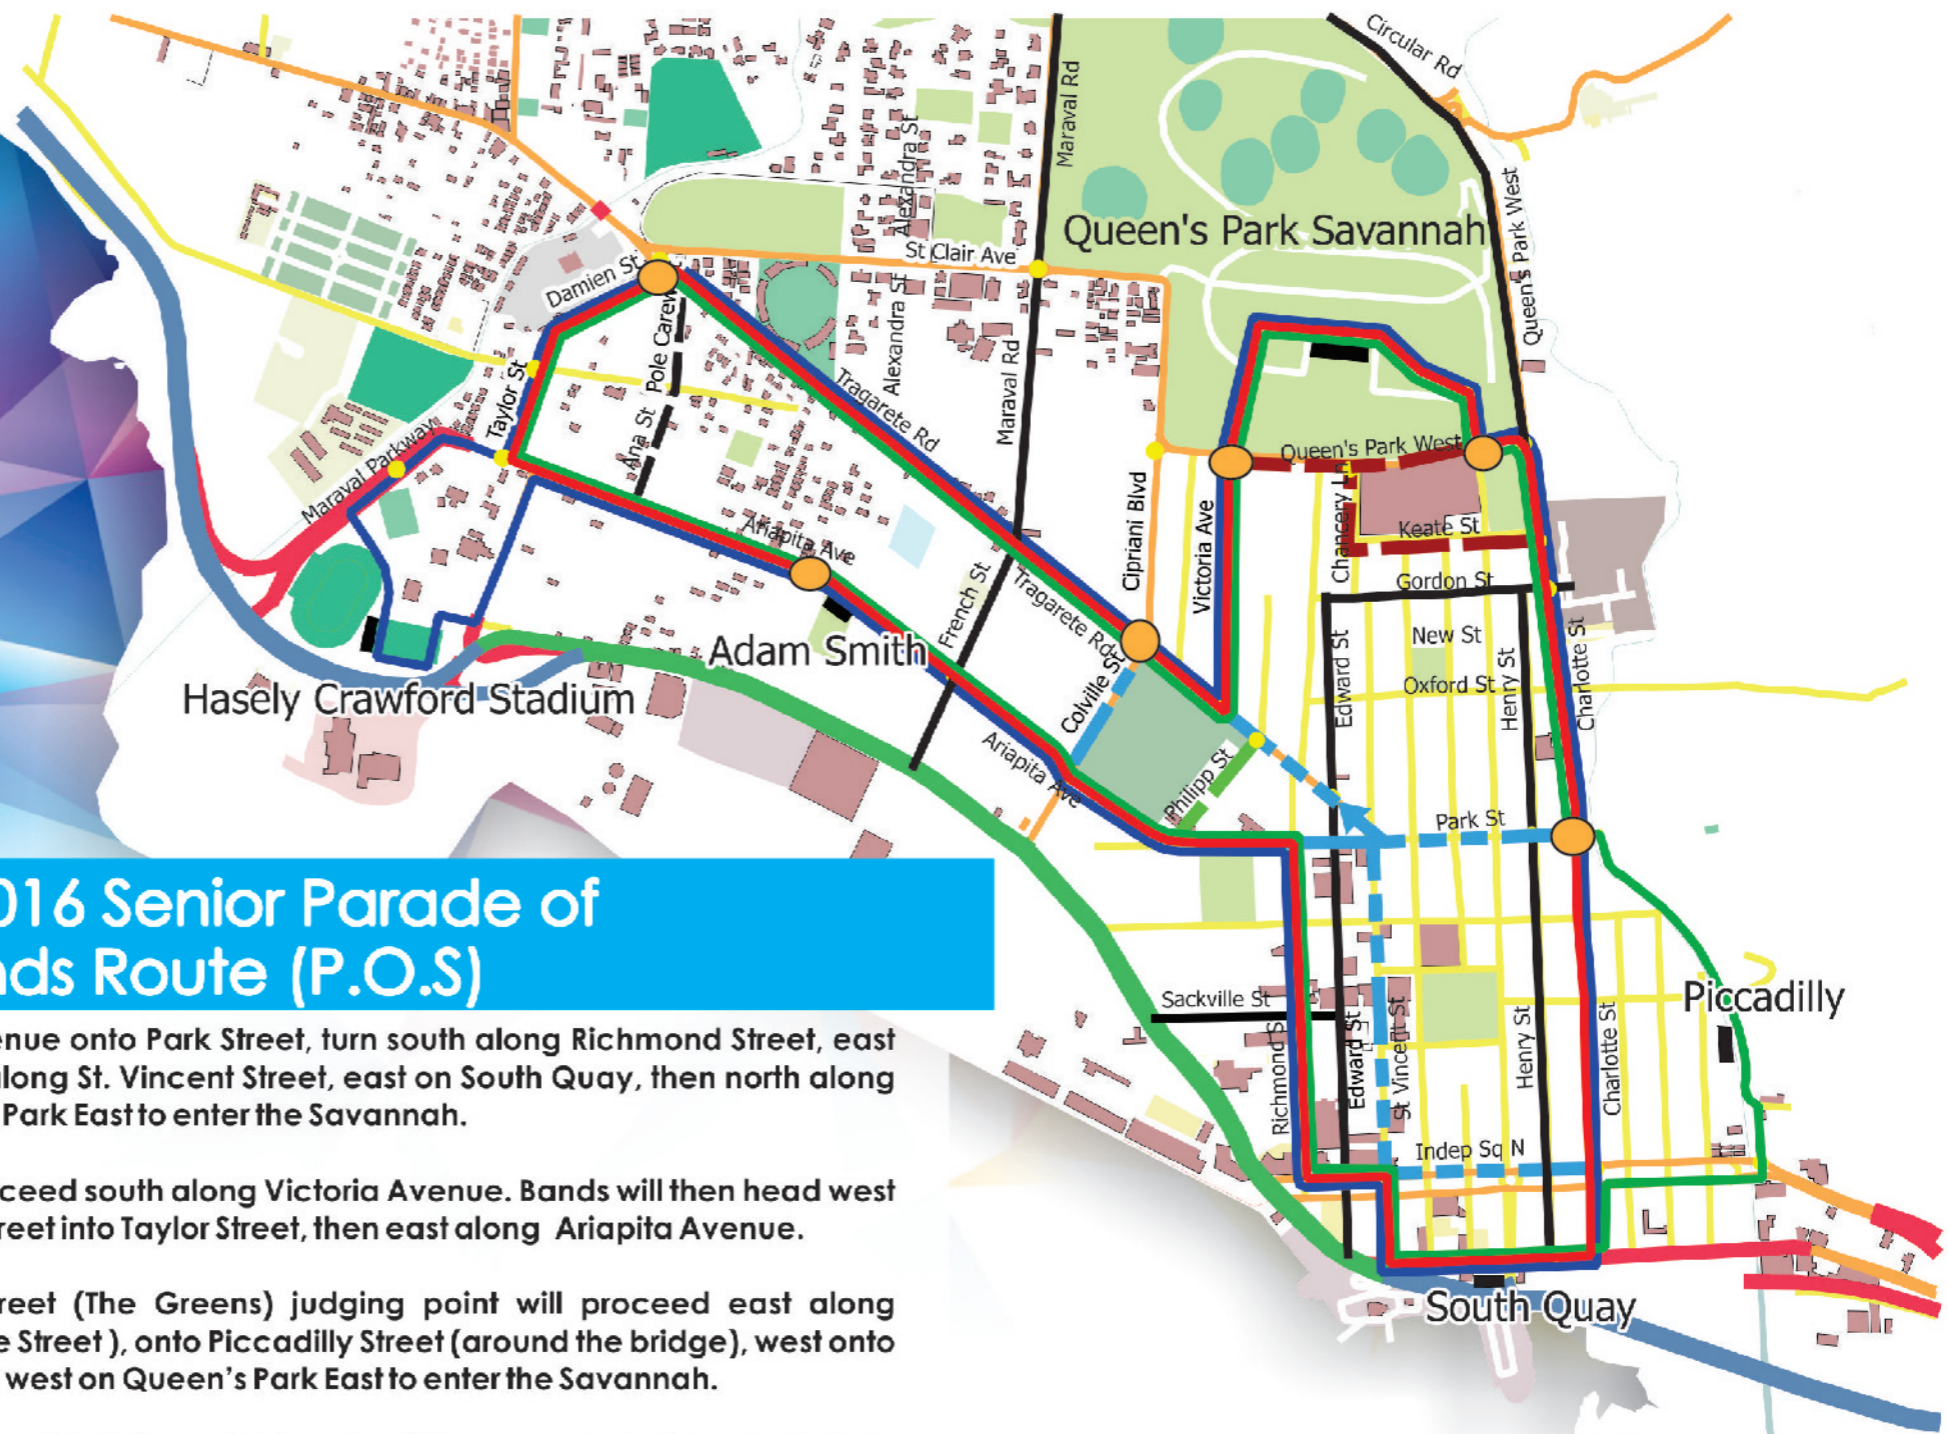 Circular Rd
Maraval Rd
Alexandra St
Queen's Park West
Queen's Park Savannah
St Clair Ave
Damien St
Pole Carew
Alexandra St
Maraval Rd
Taylor St
Tragarete Rd
Ana St
Queen's Park West
Maraval Parkway
Chancery Ln
Cipriani Blvd
Victoria Ave
Keate St
Ariapita Ave
Gordon St
French St
Tragarete Rd
New St
Edward St
Henry St
Charlotte St
Adam Smith
Colville St
Oxford St
Hasely Crawford Stadium
Ariapita Ave
Philipp St
Park St
016 Senior Parade of
nds Route (P.O.S)
Piccadilly
Sackville St
Richmond S
Edward St
St Vincent St
Henry St
Charlotte St
enue onto Park Street, turn south along Richmond Street, east
along St. Vincent Street, east on South Quay, then north along
Park East to enter the Savannah.
Indep Sq N
ceed south along Victoria Avenue. Bands will then head west
reet into Taylor Street, then east along Ariapita Avenue.
South Quay
reet (The Greens) judging point will proceed east along
e Street ), onto Piccadilly Street (around the bridge), west onto
west on Queen's Park East to enter the Savannah.